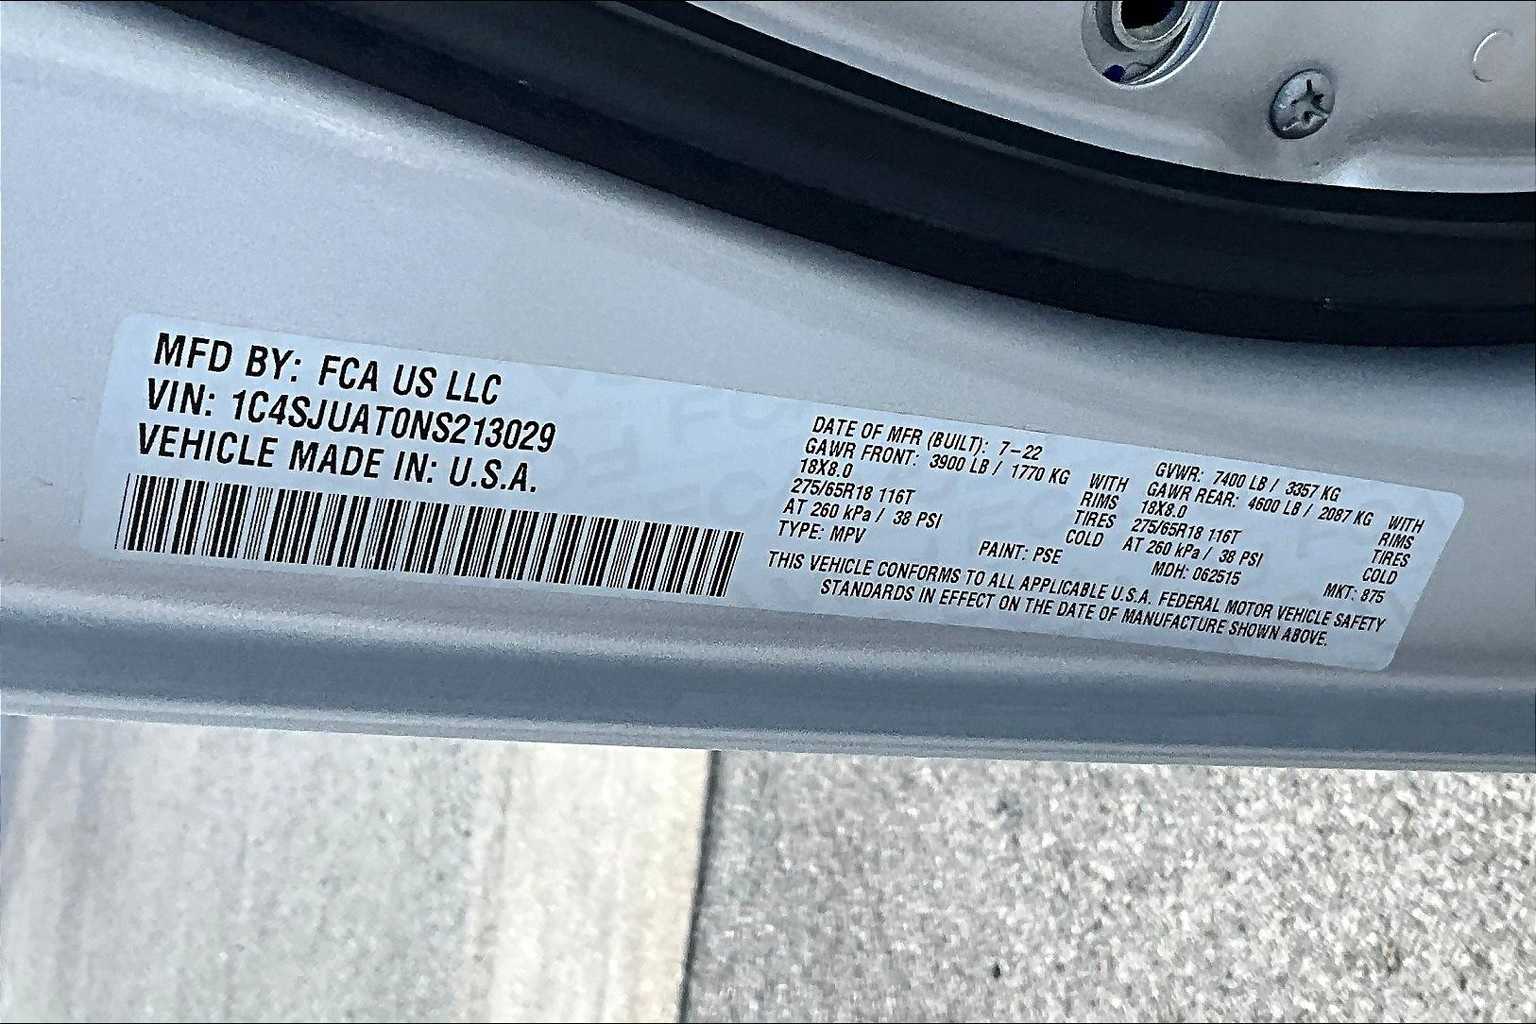 MFD BY: FCA US LLC
VIN: 1C4SJUAT0NS213029
VEHICLE MADE IN: U.S.A.
DATE OF MFR (BUILT): 7-22 GVWR: 7400 LB / 3357 KG
GAWR FRONT: 3900 LB / 1770 KG WITH GAWR REAR: 4600 LB / 2087 KG WITH
18X8.0 RIMS 18X8.0 RIMS
275/65R18 116T TIRES 275/65R18 116T TIRES
AT 260 kPa / 38 PSI COLD AT 260 kPa / 38 PSI COLD
TYPE: MPV PAINT: PSE MDH: 062515 MKT: 875
THIS VEHICLE CONFORMS TO ALL APPLICABLE U.S.A. FEDERAL MOTOR VEHICLE SAFETY
STANDARDS IN EFFECT ON THE DATE OF MANUFACTURE SHOWN ABOVE.